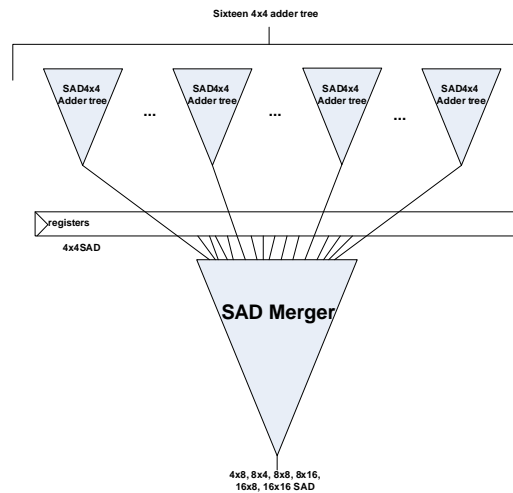 Sixteen 4x4 adder tree
SAD4x4
Adder tree
...
SAD4x4
Adder tree
...
SAD4x4
Adder tree
...
SAD4x4
Adder tree
registers
4x4SAD
SAD Merger
4x8, 8x4, 8x8, 8x16,
16x8, 16x16 SAD